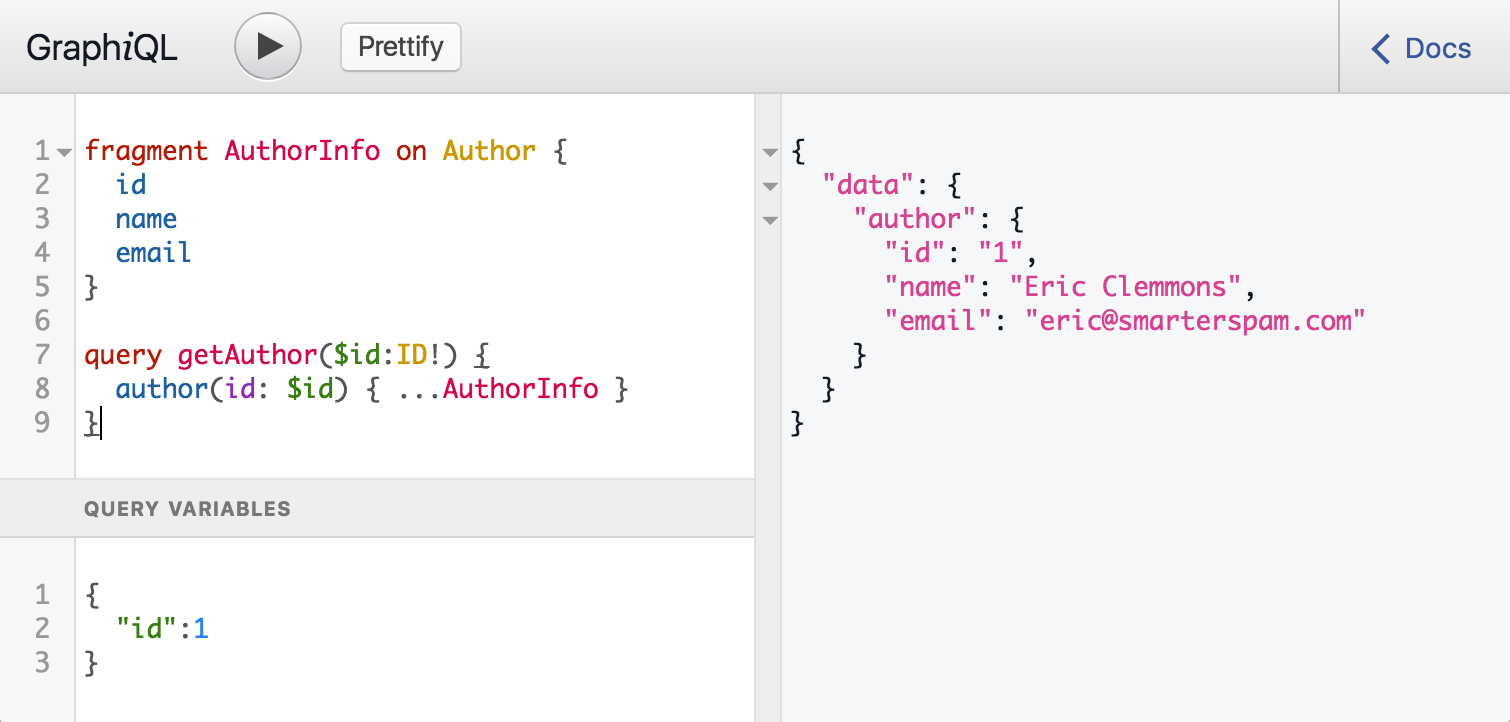 GraphiQL
Prettify
Docs
1 fragment AuthorInfo on Author {
2   id
3   name
4   email
5 }
6
7 query getAuthor($id:ID!) {
8   author(id: $id) { ...AuthorInfo }
9 }
QUERY VARIABLES
1 {
2   "id":1
3 }
{
  "data": {
    "author": {
      "id": "1",
      "name": "Eric Clemmons",
      "email": "eric@smarterspam.com"
    }
  }
}